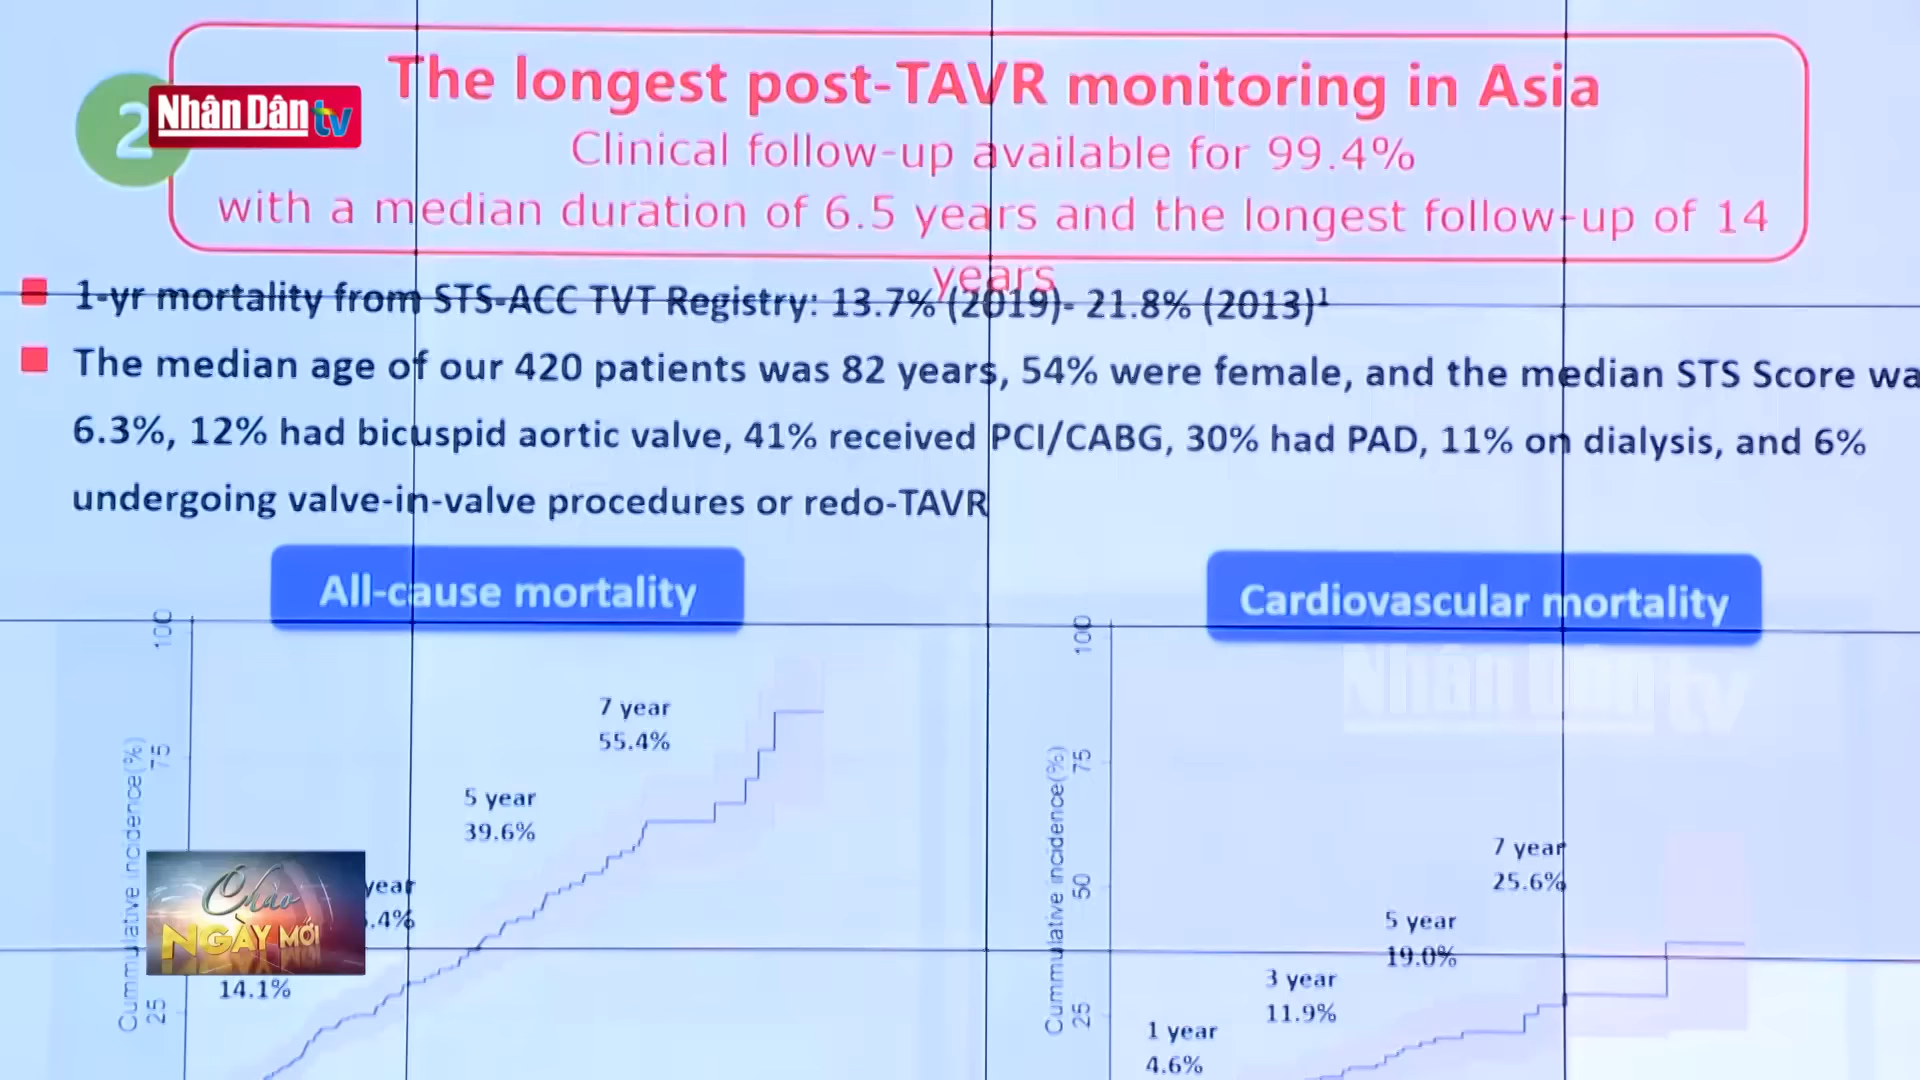 The longest post-TAVR monitoring in Asia
2
Nhân Dân tv
Clinical follow-up available for 99.4%
with a median duration of 6.5 years and the longest follow-up of 14
years
1-yr mortality from STS-ACC TVT Registry: 13.7% (2019)- 21.8% (2013)¹
The median age of our 420 patients was 82 years, 54% were female, and the median STS Score wa
6.3%, 12% had bicuspid aortic valve, 41% received PCI/CABG, 30% had PAD, 11% on dialysis, and 6%
undergoing valve-in-valve procedures or redo-TAVR
All-cause mortality
Cummulative incidence(%)
100
75
25
7 year
55.4%
5 year
39.6%
year
.4%
14.1%
Chào
NGÀY MỚI
Cardiovascular mortality
Nhân Dân tv
Cummulative incidence(%)
100
75
50
25
7 year
25.6%
5 year
19.0%
3 year
11.9%
1 year
4.6%